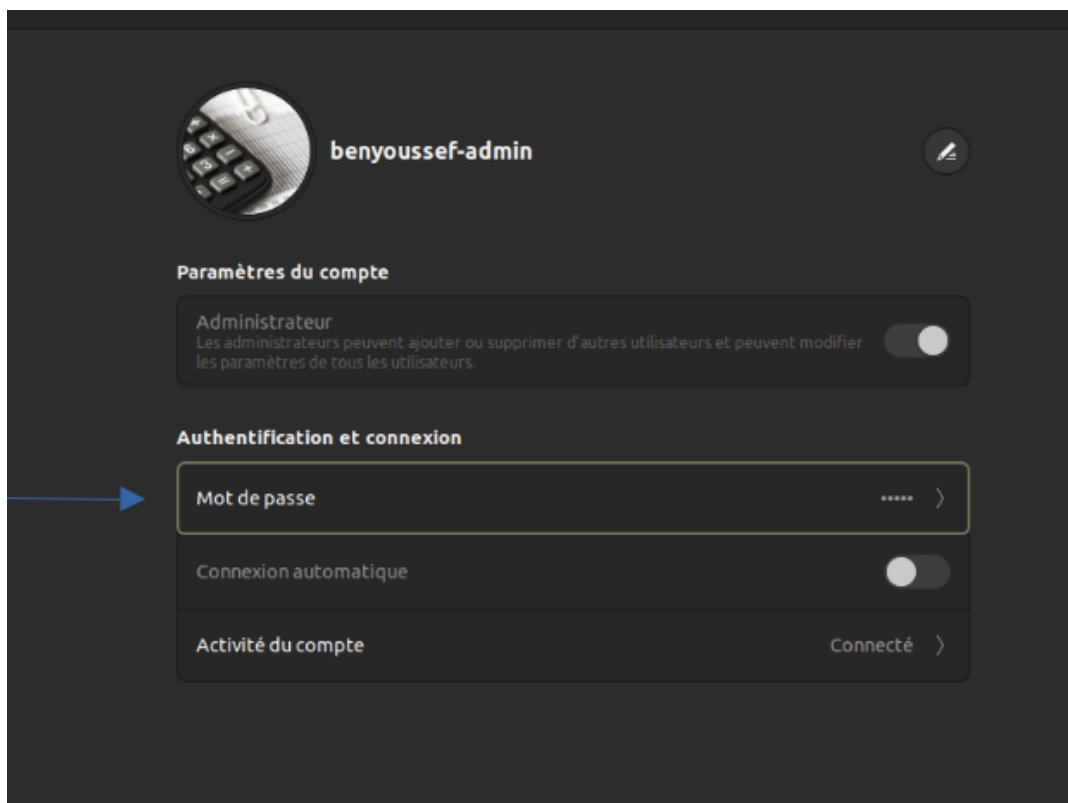 benyoussef-admin
Paramètres du compte
Administrateur
Les administrateurs peuvent ajouter ou supprimer d'autres utilisateurs et peuvent modifier
les paramètres de tous les utilisateurs.
Authentification et connexion
Mot de passe •••••
Connexion automatique
Activité du compte Connecté